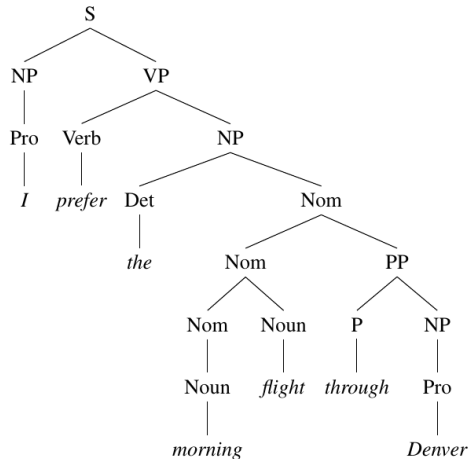 S
NP VP
Pro Verb NP
I prefer Det Nom
the Nom PP
Nom Noun P NP
Noun flight through Pro
morning Denver